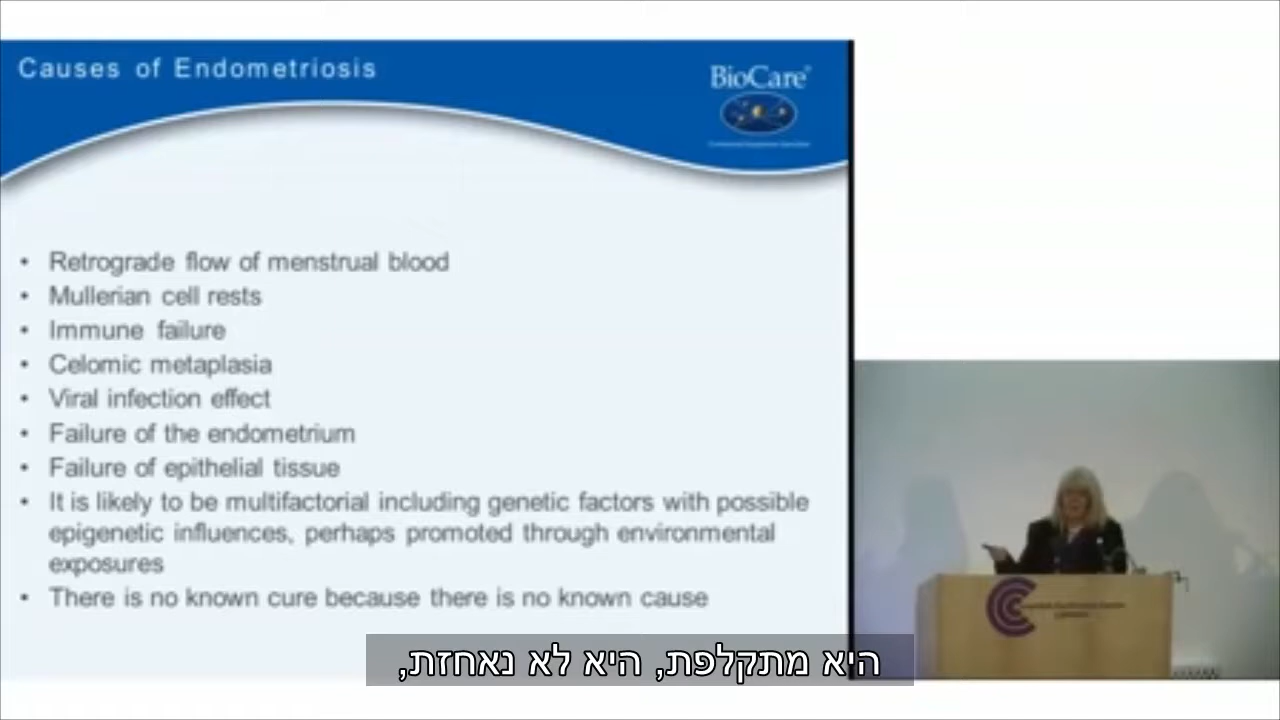 Causes of Endometriosis
BioCare®
• Retrograde flow of menstrual blood
• Mullerian cell rests
• Immune failure
• Celomic metaplasia
• Viral infection effect
• Failure of the endometrium
• Failure of epithelial tissue
• It is likely to be multifactorial including genetic factors with possible
epigenetic influences, perhaps promoted through environmental
exposures
• There is no known cure because there is no known cause
היא מתקלפת, היא לא נאחזת,